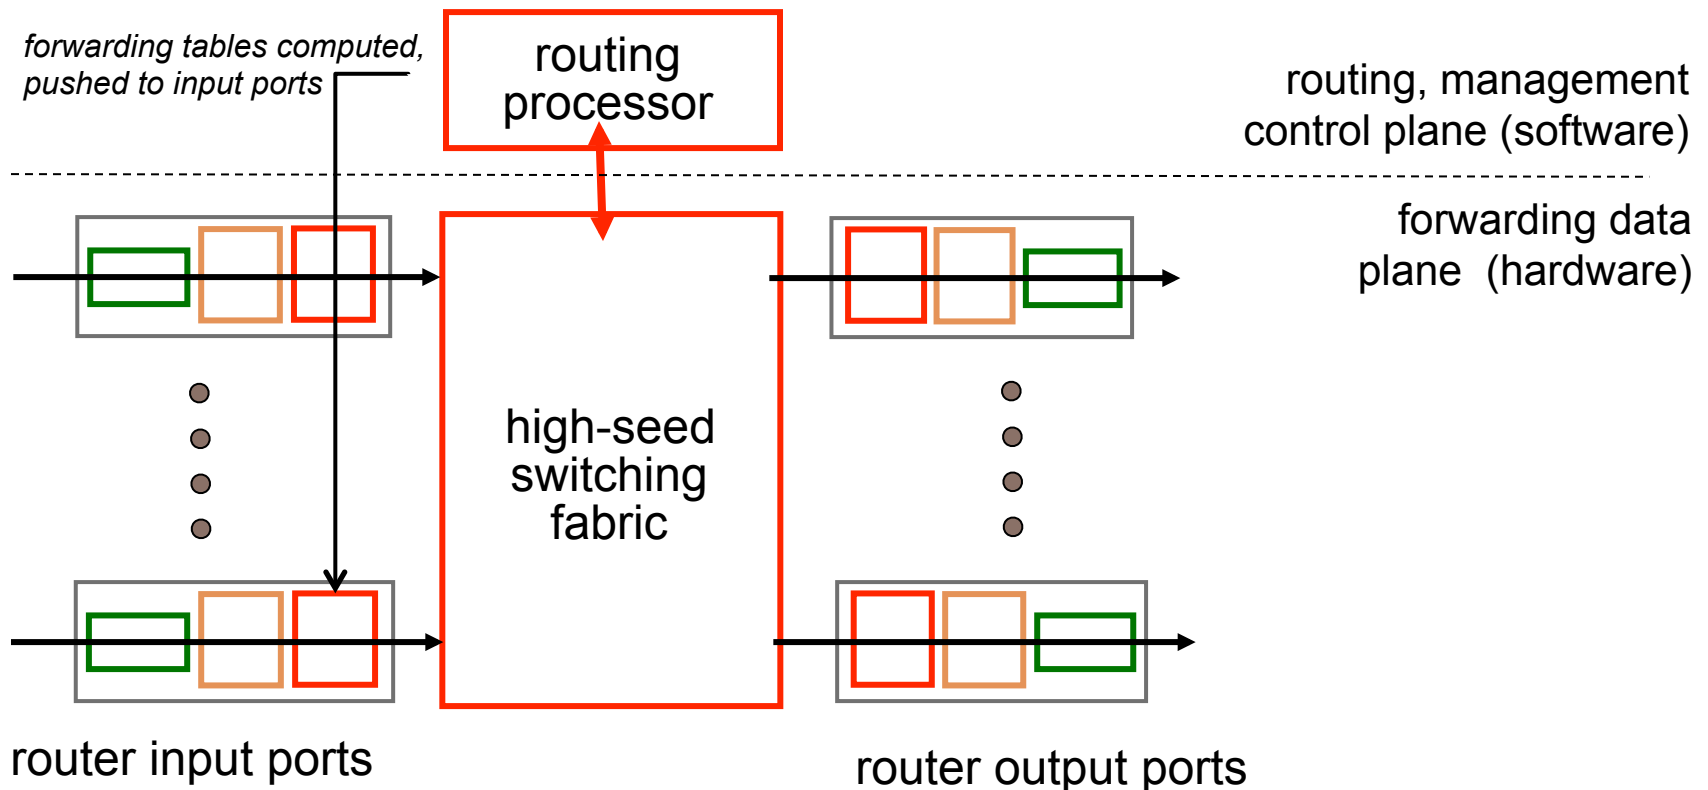 forwarding tables computed,
pushed to input ports
routing
processor
routing, management
control plane (software)
forwarding data
plane (hardware)
high-seed
switching
fabric
router input ports
router output ports